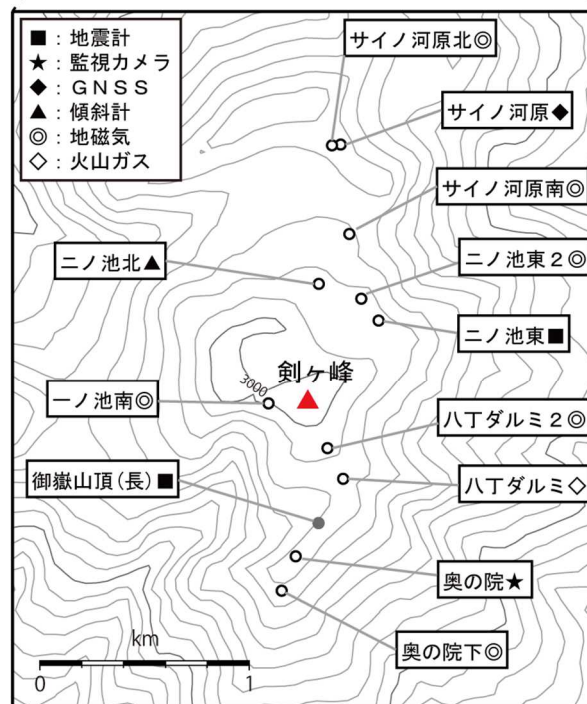 ■：地震計
★：監視カメラ
◆：ＧＮＳＳ
▲：傾斜計
◎：地磁気
◇：火山ガス
サイノ河原北◎
サイノ河原◆
サイノ河原南◎
二ノ池北▲
二ノ池東２◎
二ノ池東■
剣ヶ峰
3000
一ノ池南◎
八丁ダルミ２◎
御嶽山頂(長)■
八丁ダルミ◇
奥の院★
奥の院下◎
km
0 1